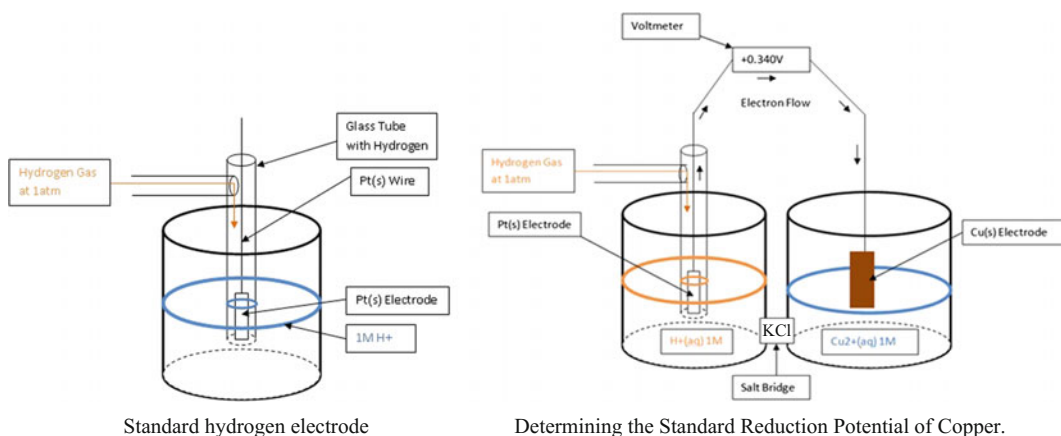 Glass Tube
with Hydrogen
Hydrogen Gas
at 1atm
Pt(s) Wire
Pt(s) Electrode
1M H+
Standard hydrogen electrode
Voltmeter
+0.340V
Electron Flow
Hydrogen Gas
at 1atm
Pt(s) Electrode
Cu(s) Electrode
H+(aq) 1M
KCl
Cu2+(aq) 1M
Salt Bridge
Determining the Standard Reduction Potential of Copper.